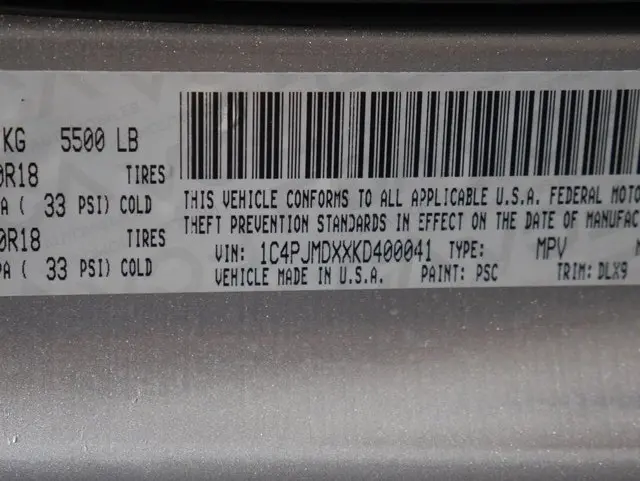 KG 5500 LB
0R18 TIRES
A ( 33 PSI) COLD
0R18 TIRES
PA ( 33 PSI) COLD
THIS VEHICLE CONFORMS TO ALL APPLICABLE U.S.A. FEDERAL MOTO
THEFT PREVENTION STANDARDS IN EFFECT ON THE DATE OF MANUFAC
VIN: 1C4PJMDXXKD400041 TYPE: MPV
VEHICLE MADE IN U.S.A. PAINT: PSC TRIM: DLX9